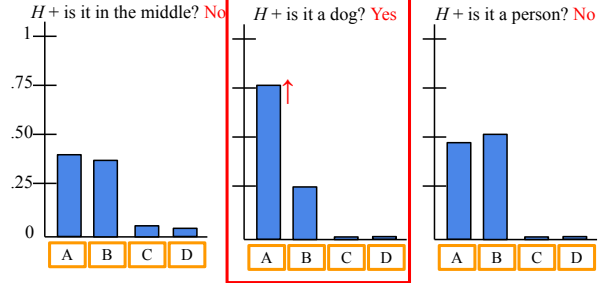 H + is it in the middle? No
1
.75
.50
.25
0
A B C D
H + is it a dog? Yes
A B C D
H + is it a person? No
A B C D